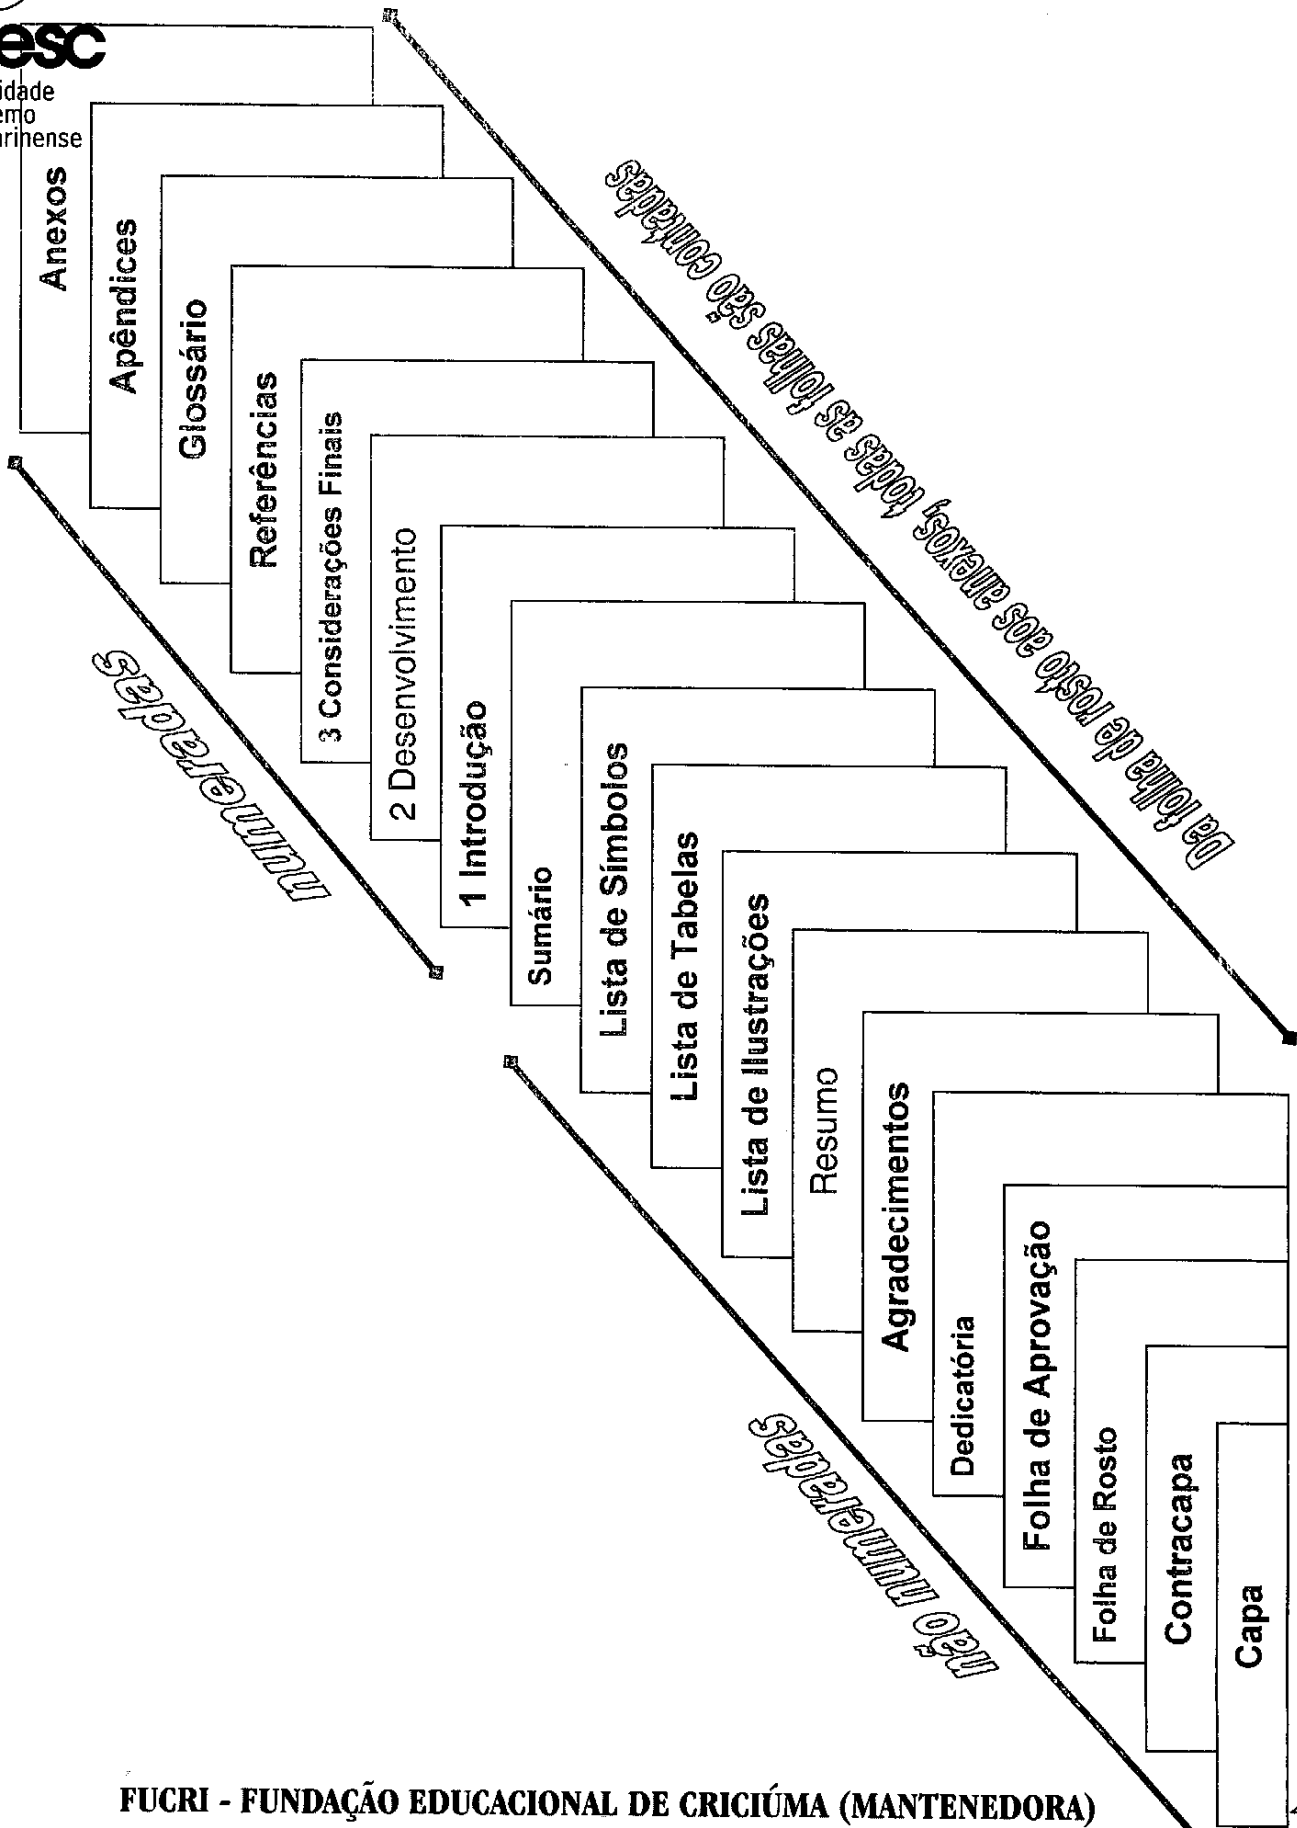 esc
idade
emo
arinense
Anexos
Apêndices
Glossário
Referências
3 Considerações Finais
2 Desenvolvimento
1 Introdução
Sumário
Lista de Símbolos
Lista de Tabelas
Lista de Ilustrações
Resumo
Agradecimentos
Dedicatória
Folha de Aprovação
Folha de Rosto
Contracapa
Capa
numeradas
não numeradas
Da folha de rosto aos anexos, todas as folhas são contadas
FUCRI - FUNDAÇÃO EDUCACIONAL DE CRICIÚMA (MANTENEDORA)